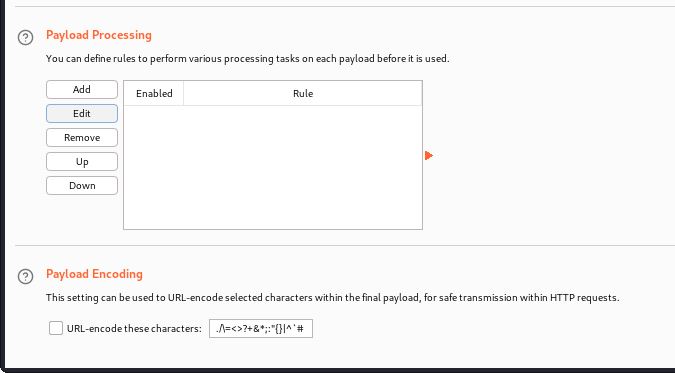 Payload Processing
You can define rules to perform various processing tasks on each payload before it is used.
Add
Enabled Rule
Edit
Remove
Up
Down
Payload Encoding
This setting can be used to URL-encode selected characters within the final payload, for safe transmission within HTTP requests.
URL-encode these characters: ./\=<>?+&*;:"{}|^`#